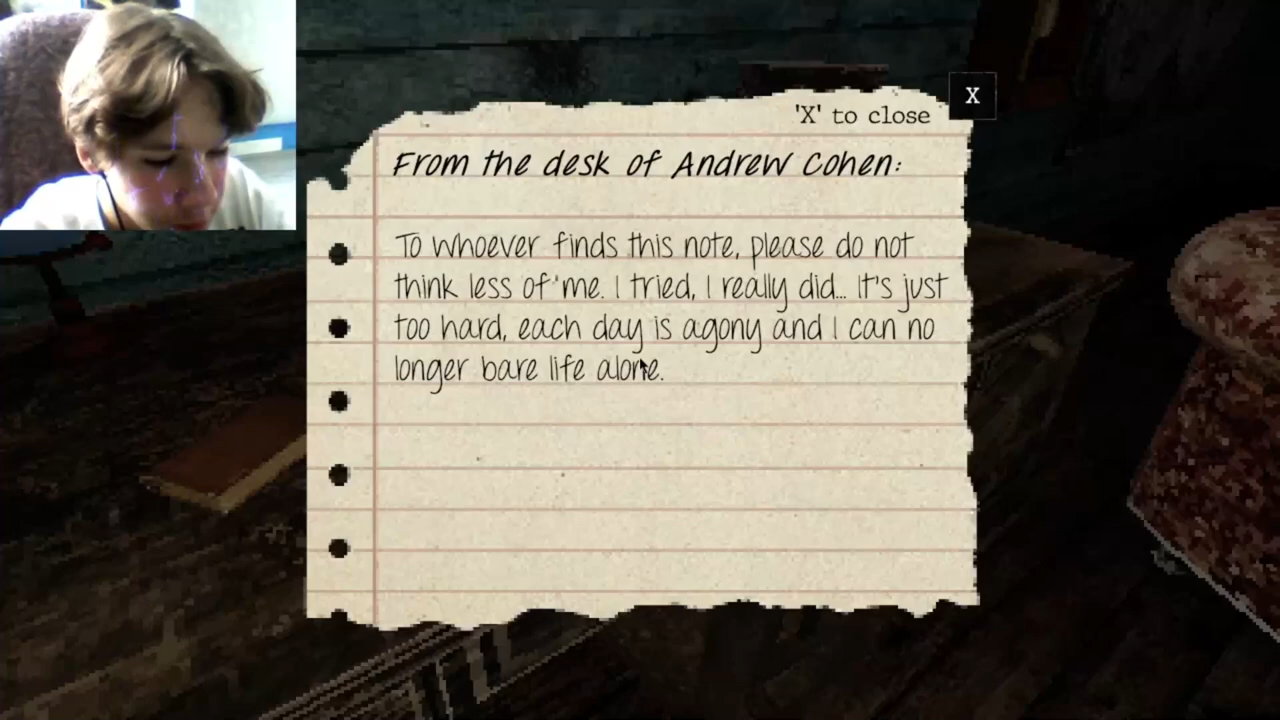 'X' to close
X
From the desk of Andrew Cohen:
To whoever finds this note, please do not
think less of me. I tried, I really did... It's just
too hard, each day is agony and I can no
longer bare life alone.